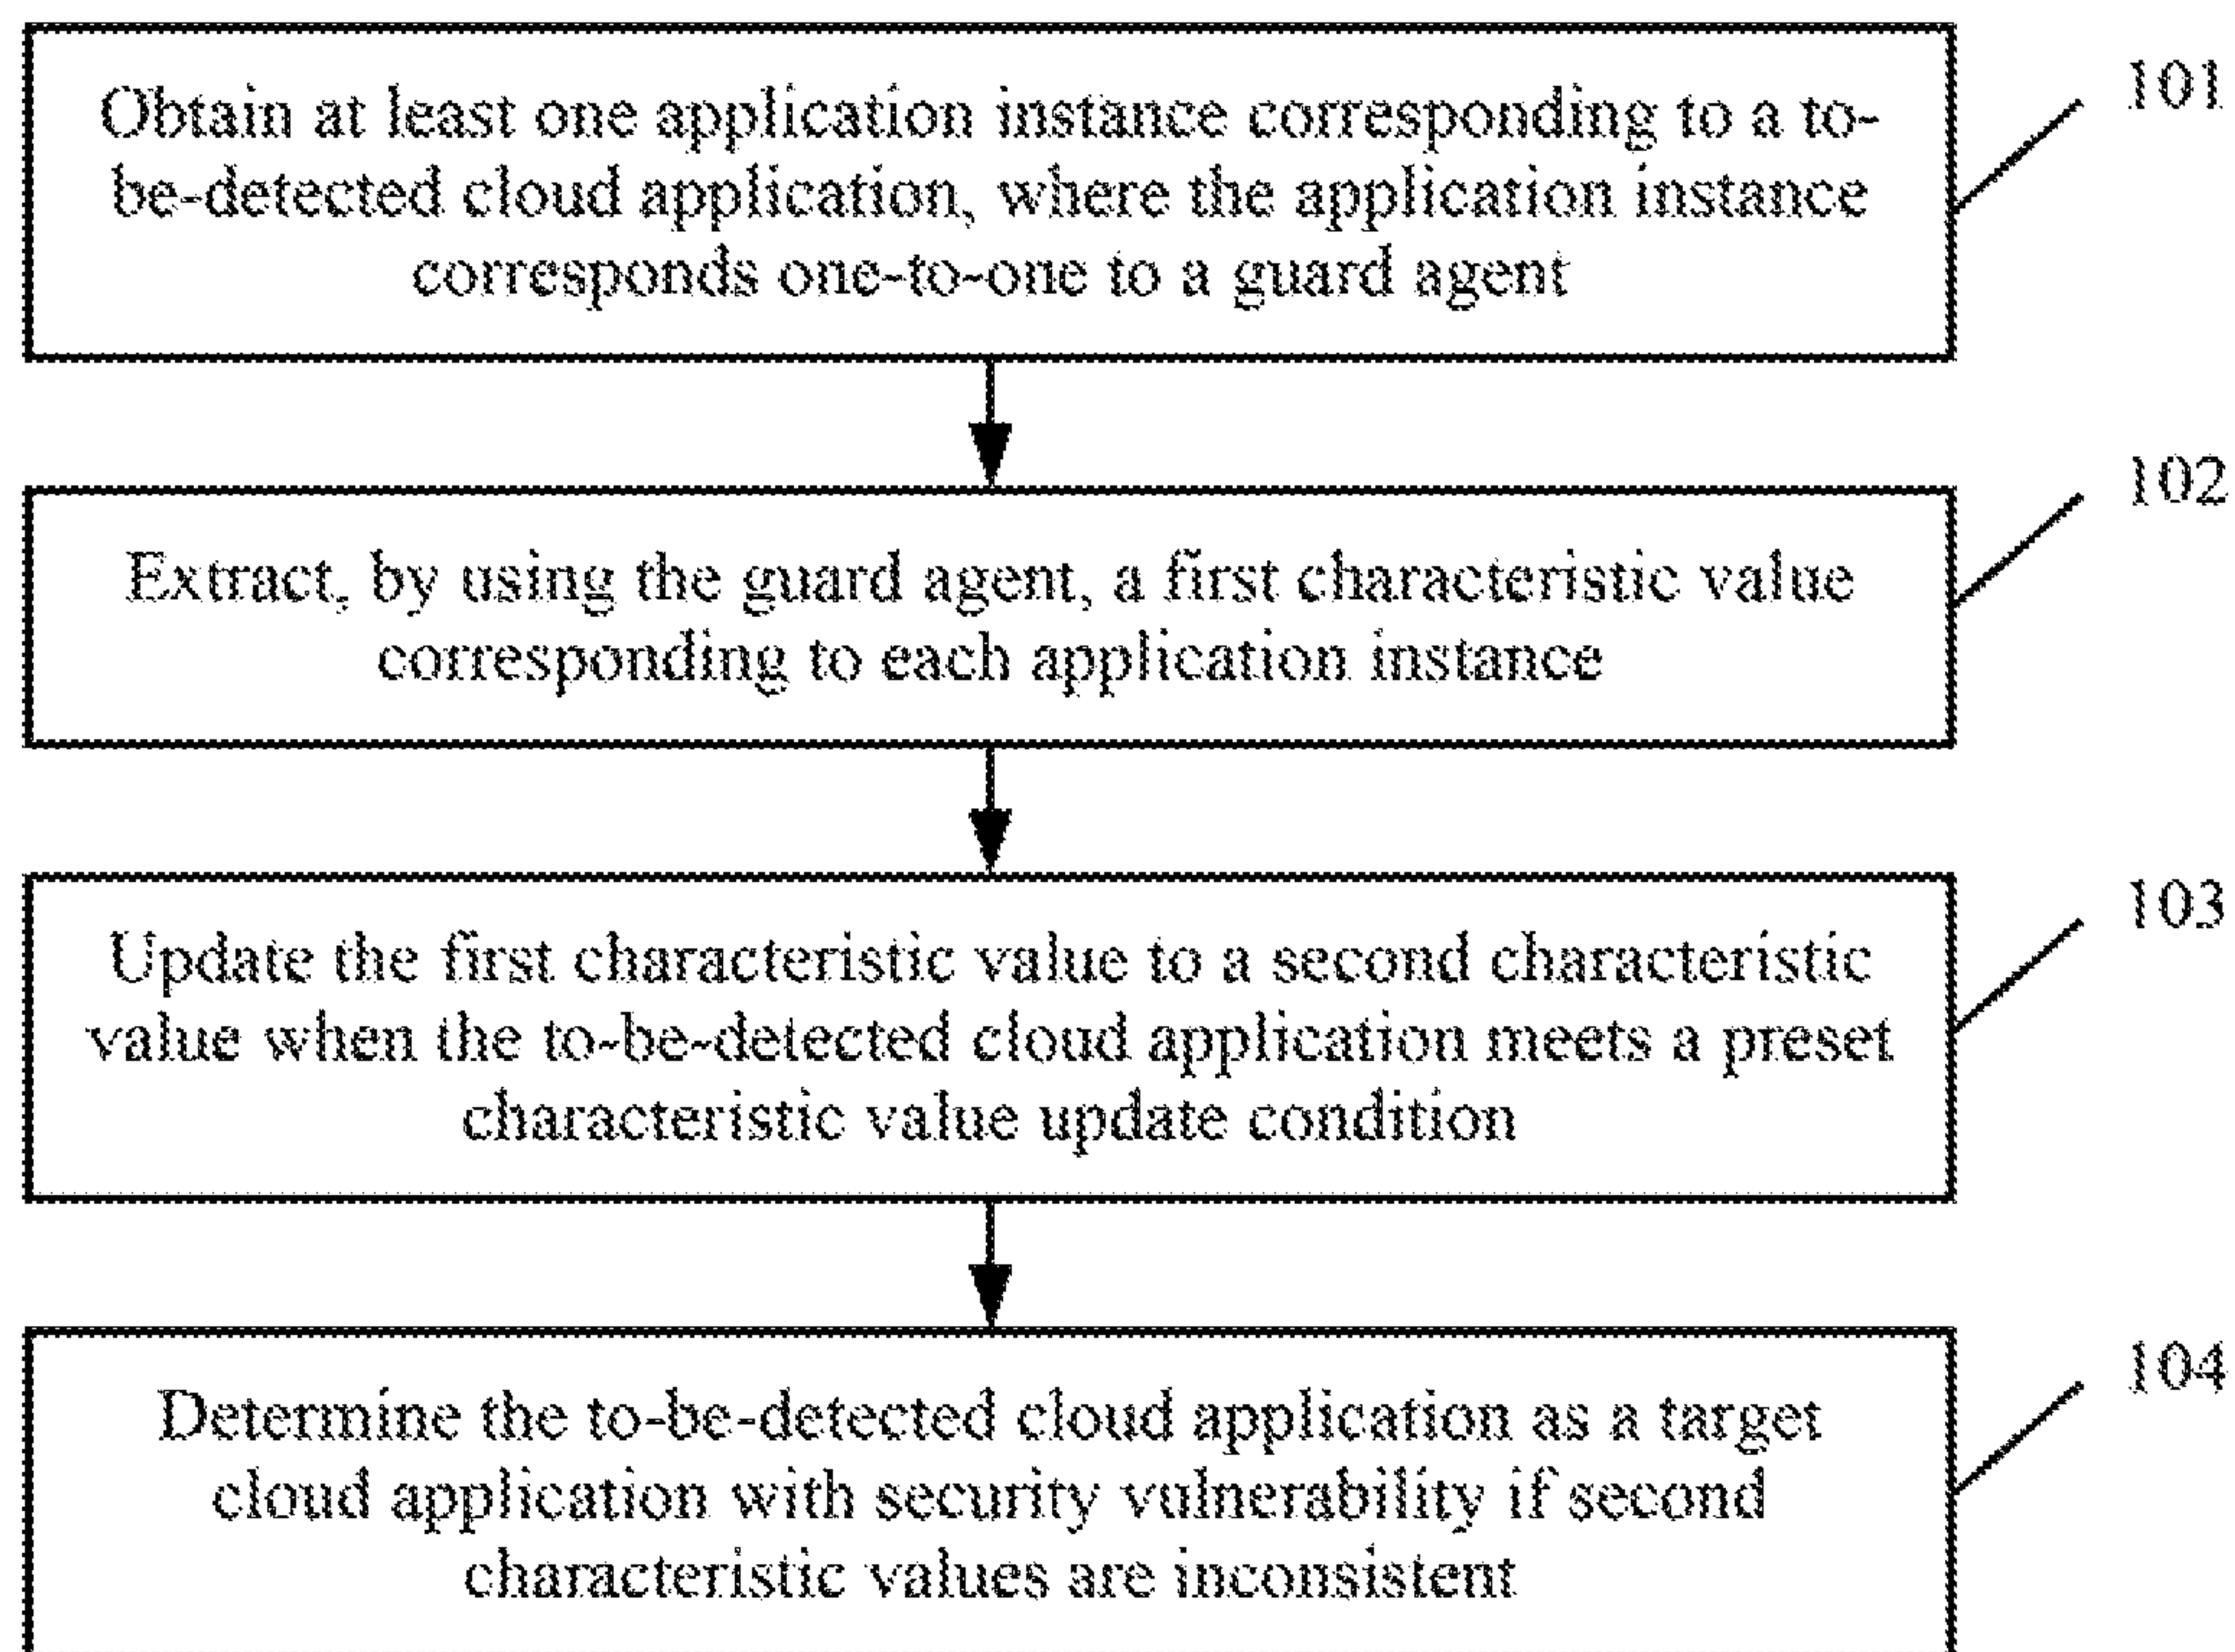 Obtain at least one application instance corresponding to a to-
be-detected cloud application, where the application instance
corresponds one-to-one to a guard agent
101
Extract, by using the guard agent, a first characteristic value
corresponding to each application instance
102
Update the first characteristic value to a second characteristic
value when the to-be-detected cloud application meets a preset
characteristic value update condition
103
Determine the to-be-detected cloud application as a target
cloud application with security vulnerability if second
characteristic values are inconsistent
104